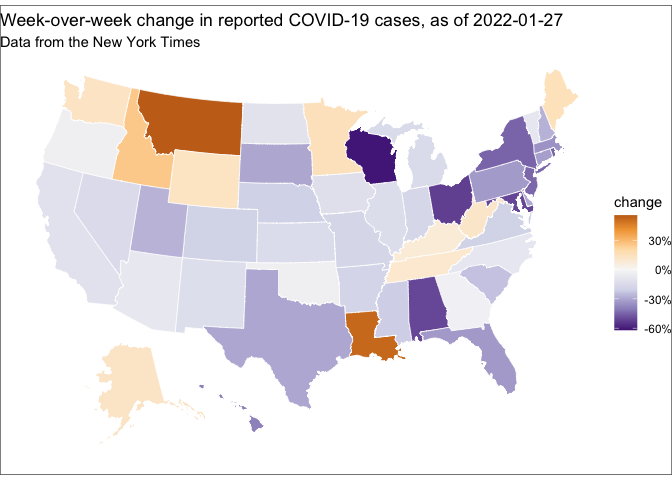 Week-over-week change in reported COVID-19 cases, as of 2022-01-27
Data from the New York Times
change
30%
0%
-30%
-60%